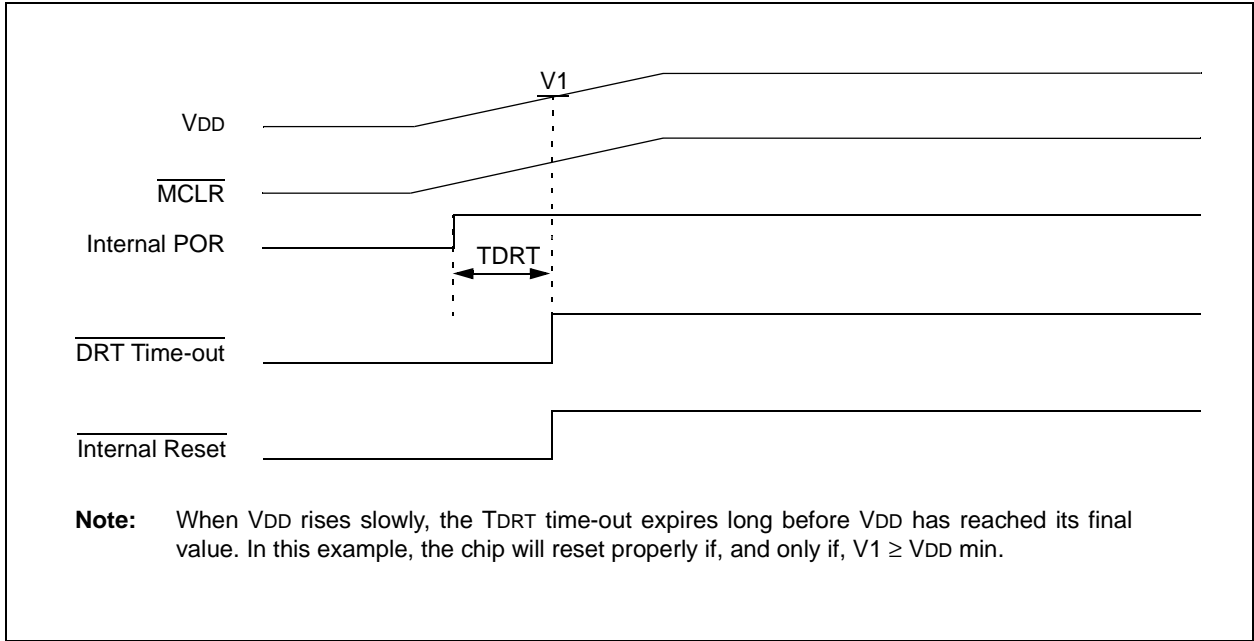 V1
VDD
MCLR
Internal POR
TDRT
DRT Time-out
Internal Reset
Note: When VDD rises slowly, the TDRT time-out expires long before VDD has reached its final
value. In this example, the chip will reset properly if, and only if, V1 ≥ VDD min.